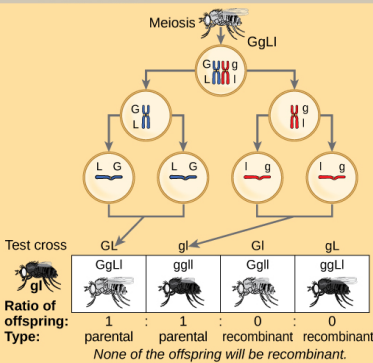 Meiosis
GgLl
G g
L l
G
L
g
l
L G
L G
l g
l g
Test cross GL gl Gl gL
gl
GgLl ggll Ggll ggLl
Ratio of
offspring: 1 : 1 : 0 : 0
Type: parental parental recombinant recombinant
None of the offspring will be recombinant.